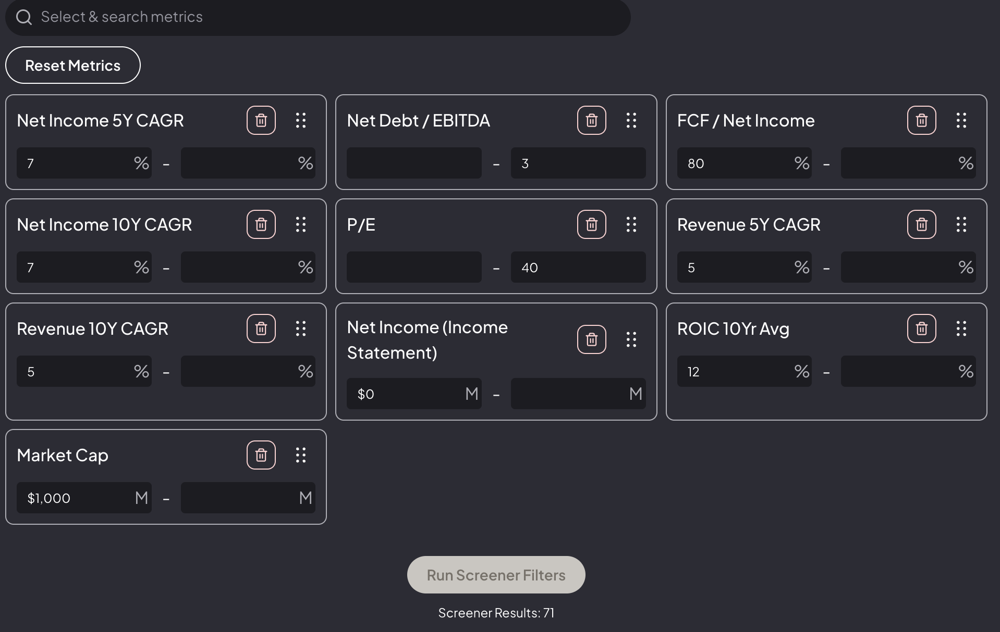 Select & search metrics
Reset Metrics
Net Income 5Y CAGR
7 % - %
Net Debt / EBITDA
- 3
FCF / Net Income
80 % - %
Net Income 10Y CAGR
7 % - %
P/E
- 40
Revenue 5Y CAGR
5 % - %
Revenue 10Y CAGR
5 % - %
Net Income (Income
Statement)
$0 M - M
ROIC 10Yr Avg
12 % - %
Market Cap
$1,000 M - M
Run Screener Filters
Screener Results: 71